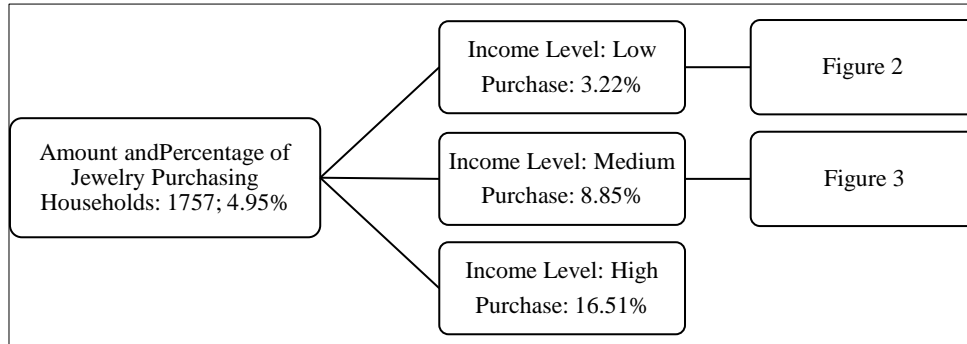 Amount andPercentage of
Jewelry Purchasing
Households: 1757; 4.95%
Income Level: Low
Purchase: 3.22%
Figure 2
Income Level: Medium
Purchase: 8.85%
Figure 3
Income Level: High
Purchase: 16.51%